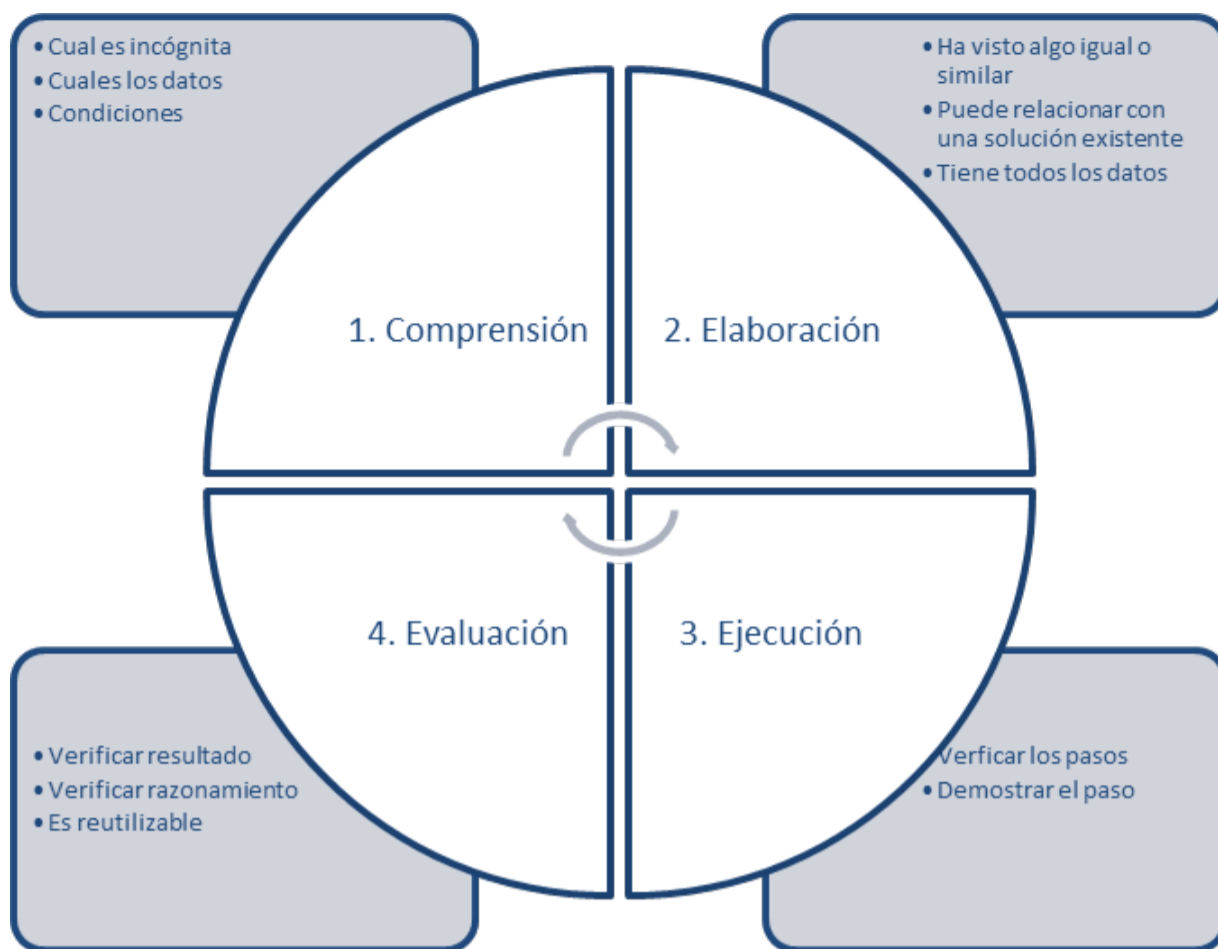 • Cual es incógnita
• Cuales los datos
• Condiciones
• Ha visto algo igual o
similar
• Puede relacionar con
una solución existente
• Tiene todos los datos
1. Comprensión
2. Elaboración
4. Evaluación
3. Ejecución
• Verificar resultado
• Verificar razonamiento
• Es reutilizable
Verficar los pasos
• Demostrar el paso